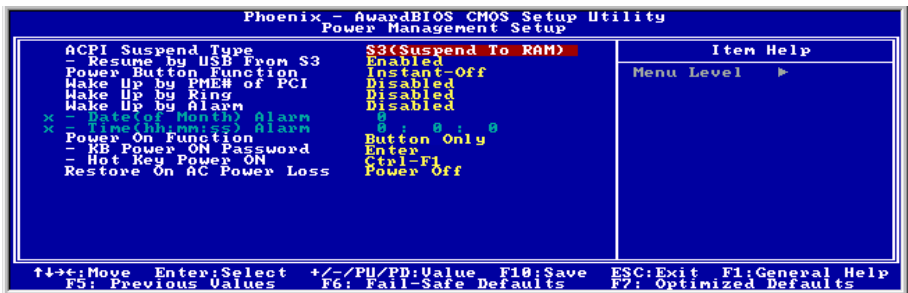 Phoenix - AwardBIOS CMOS Setup Utility
Power Management Setup
ACPI Suspend Type S3(Suspend To RAM) Item Help
- Resume by USB From S3 Enabled
Power Button Function Instant-Off Menu Level ►
Wake Up by PME# of PCI Disabled
Wake Up by Ring Disabled
Wake Up by Alarm Disabled
x - Date(of Month) Alarm 0
x - Time(hh:mm:ss) Alarm 0 : 0 : 0
Power On Function Button Only
- KB Power ON Password Enter
- Hot Key Power ON Ctrl-F1
Restore On AC Power Loss Power Off
↑↓→←:Move Enter:Select +/-/PU/PD:Value F10:Save ESC:Exit F1:General Help
F5: Previous Values F6: Fail-Safe Defaults F7: Optimized Defaults